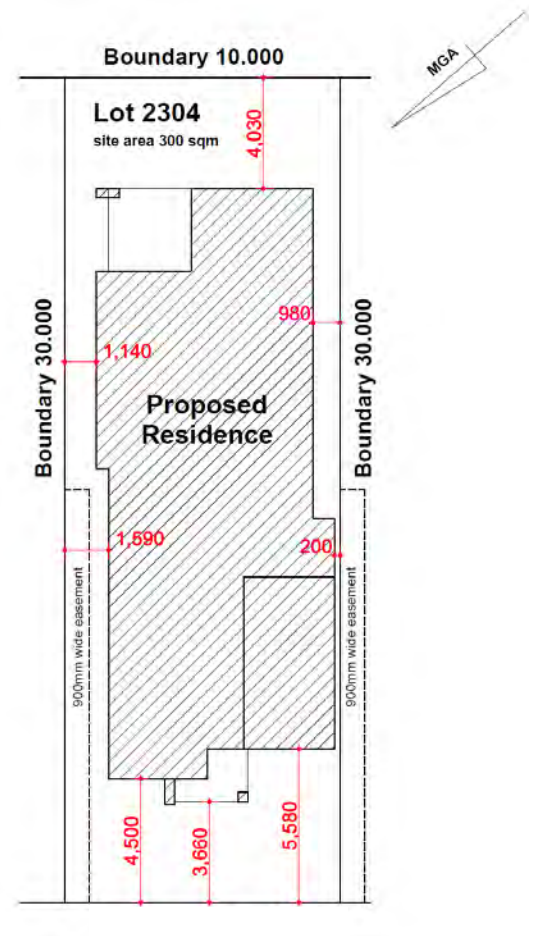 MGA
Boundary 10.000
Lot 2304
site area 300 sqm
4,030
980
Boundary 30.000
Boundary 30.000
1,140
Proposed
Residence
1,590
200
900mm wide easement
900mm wide easement
4,500
3,660
5,580